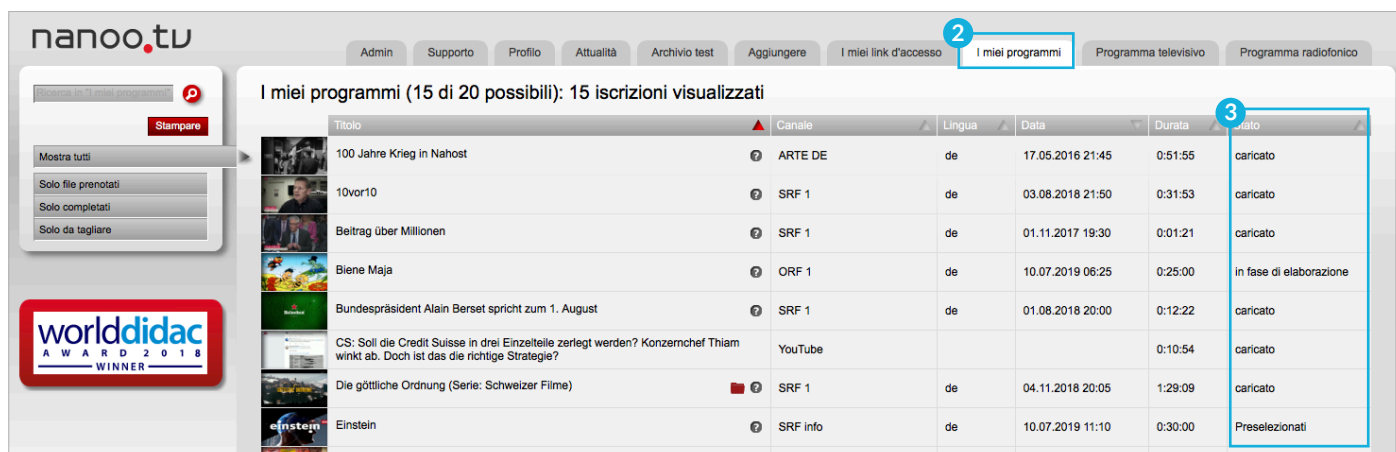 nanoo.tv
2
Admin Supporto Profilo Attualità Archivio test Aggiungere I miei link d'accesso I miei programmi Programma televisivo Programma radiofonico
Ricerca in "I miei programmi"
Stampare
Mostra tutti
Solo file prenotati
Solo completati
Solo da tagliare
worlddidac
AWARD 2018
WINNER
I miei programmi (15 di 20 possibili): 15 iscrizioni visualizzati
3
Titolo Canale Lingua Data Durata Stato
100 Jahre Krieg in Nahost ? ARTE DE de 17.05.2016 21:45 0:51:55 caricato
10vor10 ? SRF 1 de 03.08.2018 21:50 0:31:53 caricato
Beitrag über Millionen ? SRF 1 de 01.11.2017 19:30 0:01:21 caricato
Biene Maja ? ORF 1 de 10.07.2019 06:25 0:25:00 in fase di elaborazione
Bundespräsident Alain Berset spricht zum 1. August ? SRF 1 de 01.08.2018 20:00 0:12:22 caricato
CS: Soll die Credit Suisse in drei Einzelteile zerlegt werden? Konzernchef Thiam
winkt ab. Doch ist das die richtige Strategie? YouTube 0:10:54 caricato
Die göttliche Ordnung (Serie: Schweizer Filme) ? SRF 1 de 04.11.2018 20:05 1:29:09 caricato
einstein Einstein ? SRF info de 10.07.2019 11:10 0:30:00 Preselezionati